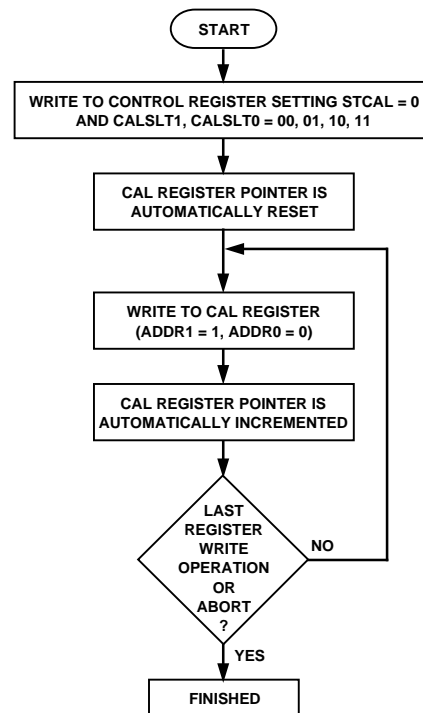 START
WRITE TO CONTROL REGISTER SETTING STCAL = 0
AND CALSLT1, CALSLT0 = 00, 01, 10, 11
CAL REGISTER POINTER IS
AUTOMATICALLY RESET
WRITE TO CAL REGISTER
(ADDR1 = 1, ADDR0 = 0)
CAL REGISTER POINTER IS
AUTOMATICALLY INCREMENTED
LAST
REGISTER
WRITE
OPERATION
OR
ABORT
?
NO
YES
FINISHED